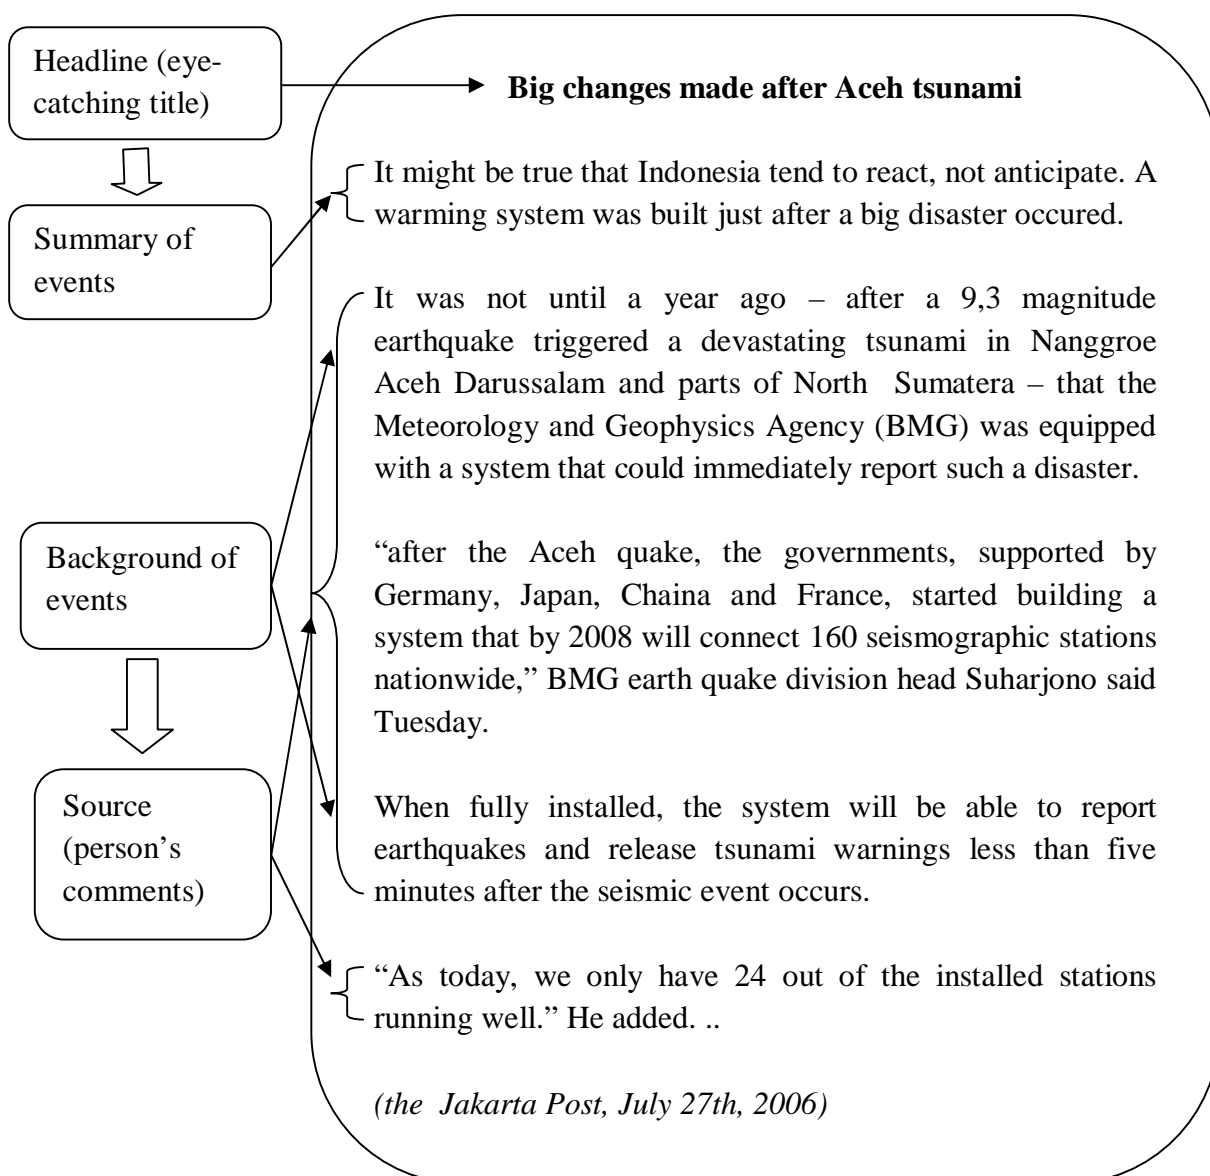 Headline (eye-
catching title)
Summary of
events
Background of
events
Source
(person’s
comments)
Big changes made after Aceh tsunami
It might be true that Indonesia tend to react, not anticipate. A
warming system was built just after a big disaster occured.
It was not until a year ago – after a 9,3 magnitude
earthquake triggered a devastating tsunami in Nanggroe
Aceh Darussalam and parts of North Sumatera – that the
Meteorology and Geophysics Agency (BMG) was equipped
with a system that could immediately report such a disaster.
“after the Aceh quake, the governments, supported by
Germany, Japan, Chaina and France, started building a
system that by 2008 will connect 160 seismographic stations
nationwide,” BMG earth quake division head Suharjono said
Tuesday.
When fully installed, the system will be able to report
earthquakes and release tsunami warnings less than five
minutes after the seismic event occurs.
“As today, we only have 24 out of the installed stations
running well.” He added. ..
(the Jakarta Post, July 27th, 2006)